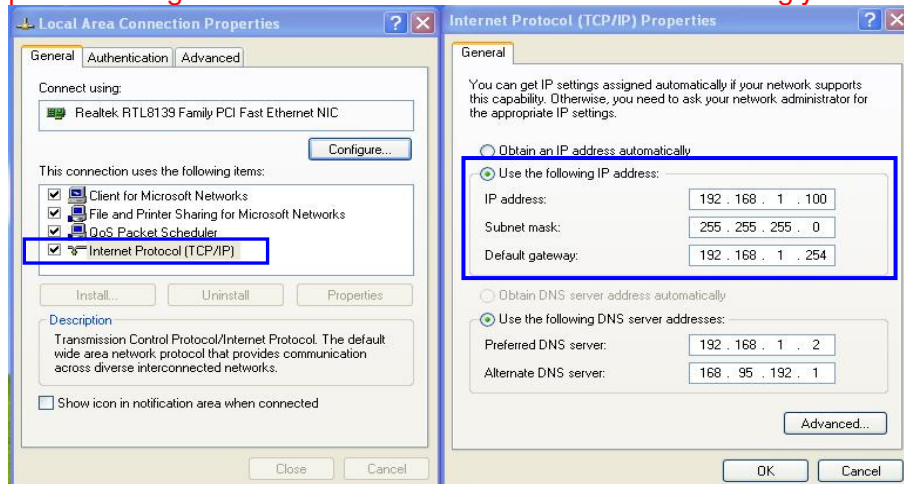 Local Area Connection Properties
General Authentication Advanced
Connect using:
Realtek RTL8139 Family PCI Fast Ethernet NIC
Configure...
This connection uses the following items:
Client for Microsoft Networks
File and Printer Sharing for Microsoft Networks
QoS Packet Scheduler
Internet Protocol (TCP/IP)
Install... Uninstall Properties
Description
Transmission Control Protocol/Internet Protocol. The default
wide area network protocol that provides communication
across diverse interconnected networks.
Show icon in notification area when connected
Close Cancel
Internet Protocol (TCP/IP) Properties
General
You can get IP settings assigned automatically if your network supports
this capability. Otherwise, you need to ask your network administrator for
the appropriate IP settings.
Obtain an IP address automatically
Use the following IP address:
IP address: 192 . 168 . 1 . 100
Subnet mask: 255 . 255 . 255 . 0
Default gateway: 192 . 168 . 1 . 254
Obtain DNS server address automatically
Use the following DNS server addresses:
Preferred DNS server: 192 . 168 . 1 . 2
Alternate DNS server: 168 . 95 . 192 . 1
Advanced...
OK Cancel